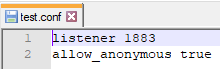 test.conf
1 listener 1883
2 allow_anonymous true